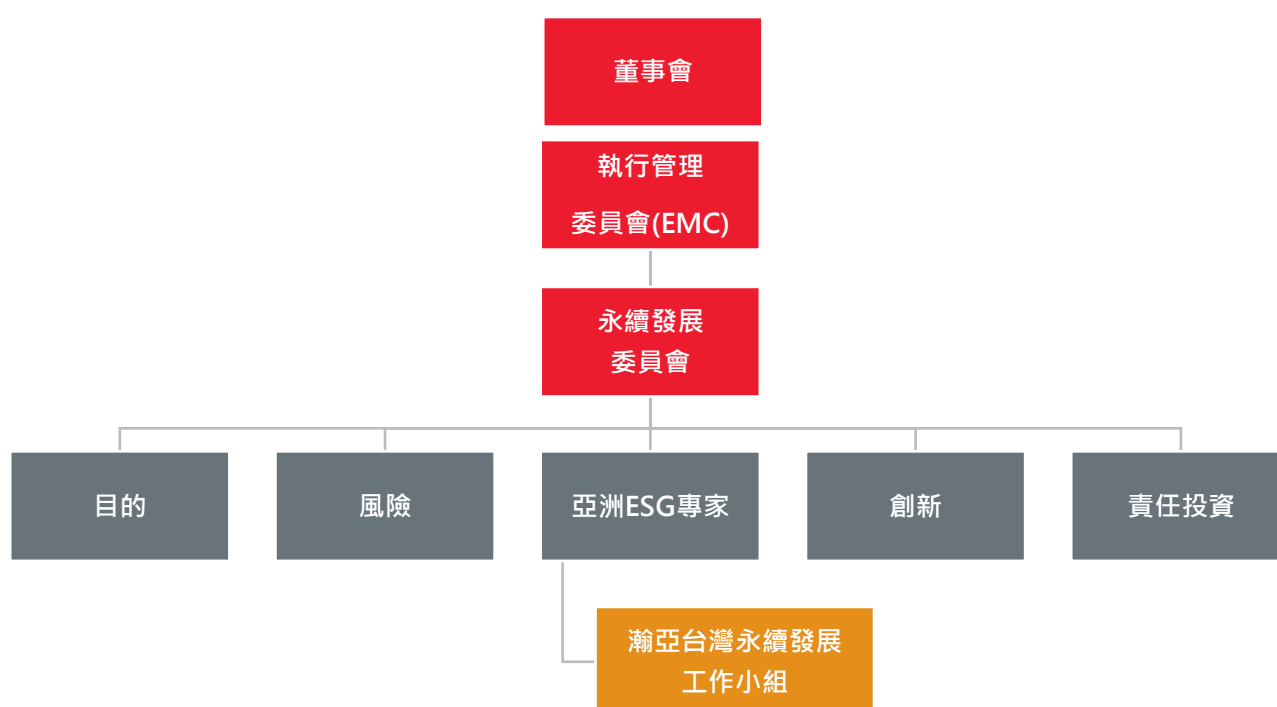 董事會
執行管理
委員會(EMC)
永續發展
委員會
目的
風險
亞洲ESG專家
創新
責任投資
瀚亞台灣永續發展
工作小組